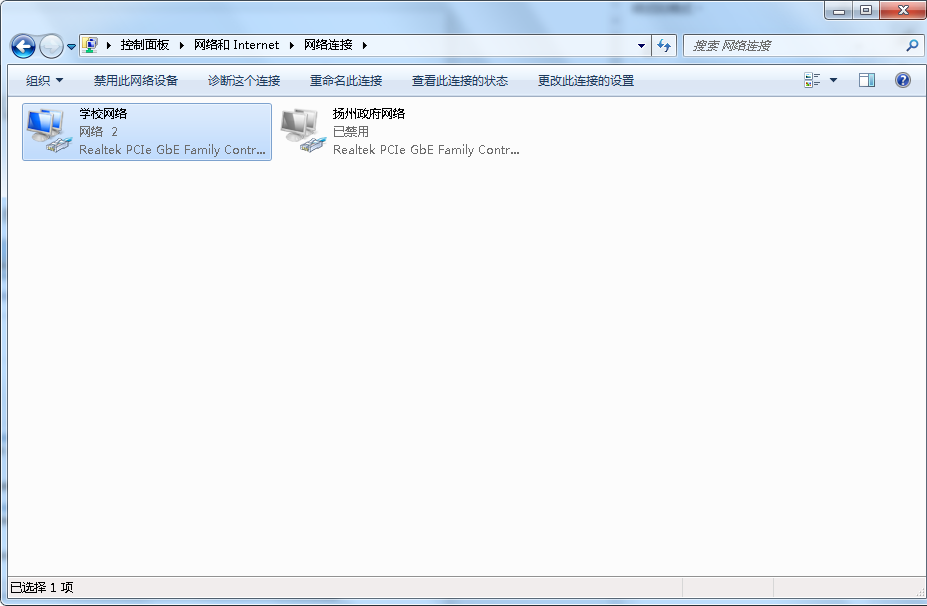 控制面板 网络和 Internet 网络连接
搜索 网络连接
组织 禁用此网络设备 诊断这个连接 重命名此连接 查看此连接的状态 更改此连接的设置
学校网络
网络 2
Realtek PCIe GbE Family Contr...
扬州政府网络
已禁用
Realtek PCIe GbE Family Contr...
已选择 1 项